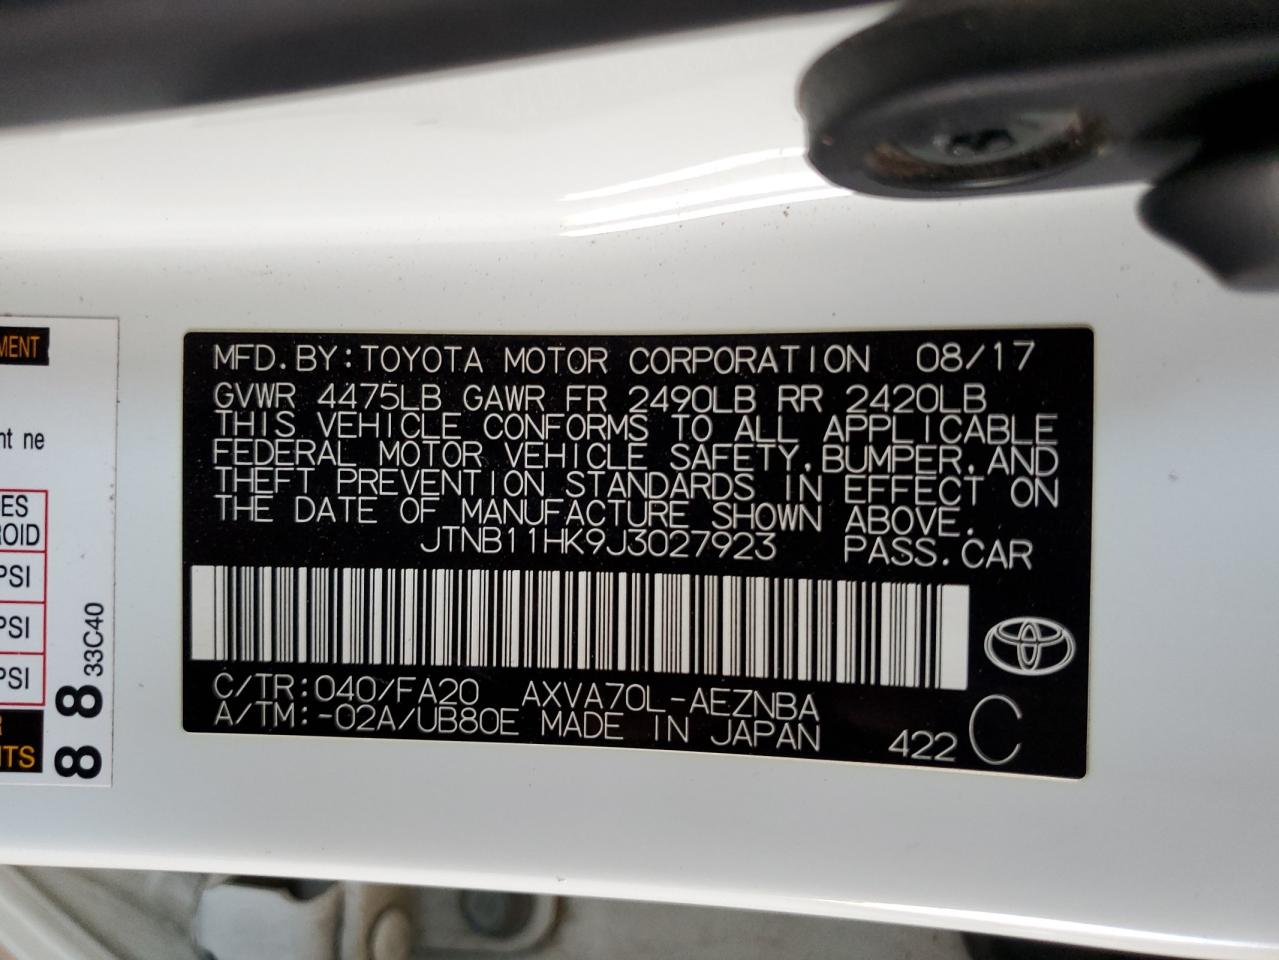 MFD.BY:TOYOTA MOTOR CORPORATION 08/17
GVWR 4475LB GAWR FR 2490LB RR 2420LB
THIS VEHICLE CONFORMS TO ALL APPLICABLE
FEDERAL MOTOR VEHICLE SAFETY,BUMPER,AND
THEFT PREVENTION STANDARDS IN EFFECT ON
THE DATE OF MANUFACTURE SHOWN ABOVE.
JTNB11HK9J3027923 PASS.CAR
C/TR:040/FA20 AXVA70L-AEZNBA
A/TM:-02A/UB80E MADE IN JAPAN 422 C
MENT
nt ne
ES
ROID
PSI
PSI
PSI
R
ITS
8 8 33C40